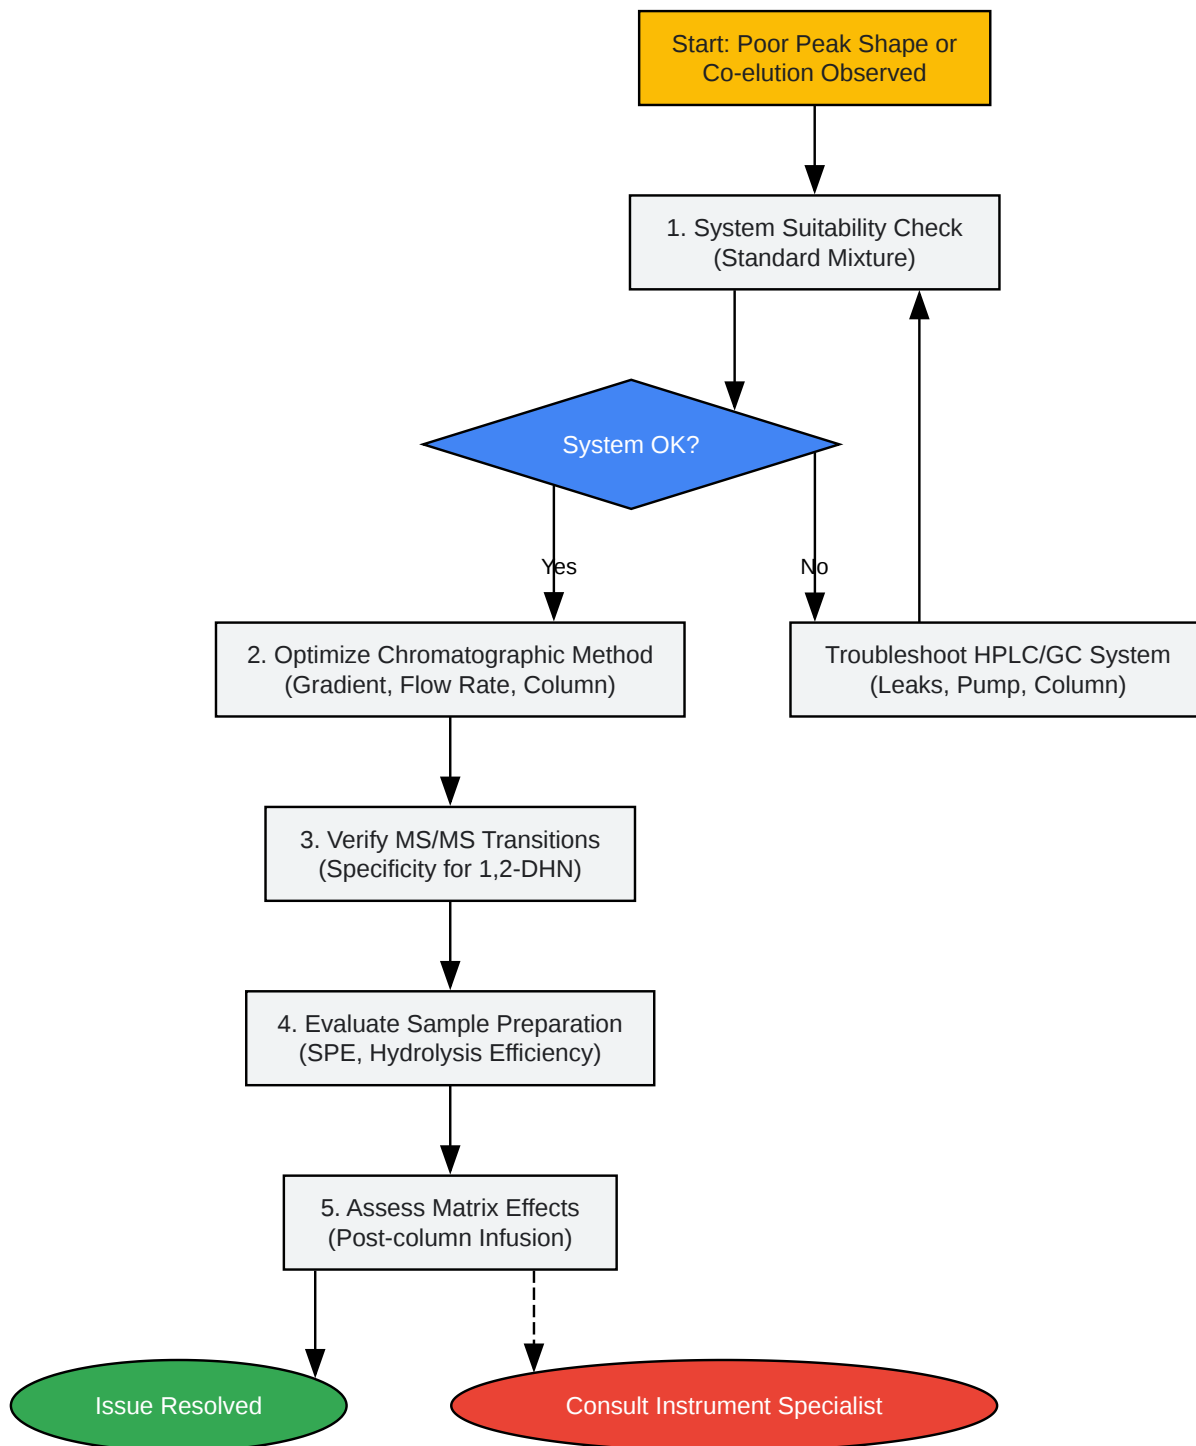 Start: Poor Peak Shape or
Co-elution Observed
1. System Suitability Check
(Standard Mixture)
System OK?
Yes
No
2. Optimize Chromatographic Method
(Gradient, Flow Rate, Column)
Troubleshoot HPLC/GC System
(Leaks, Pump, Column)
3. Verify MS/MS Transitions
(Specificity for 1,2-DHN)
4. Evaluate Sample Preparation
(SPE, Hydrolysis Efficiency)
5. Assess Matrix Effects
(Post-column Infusion)
Issue Resolved
Consult Instrument Specialist